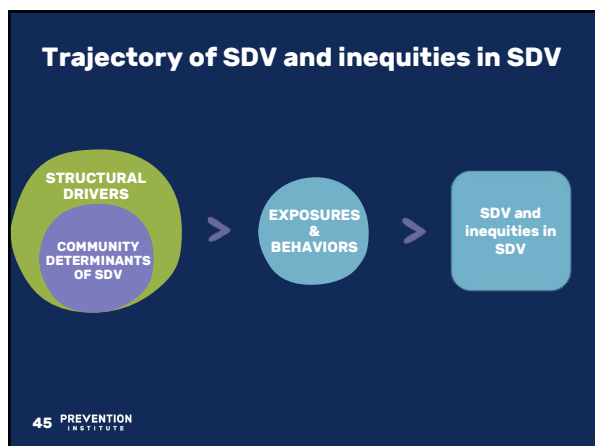 Trajectory of SDV and inequities in SDV
STRUCTURAL
DRIVERS
COMMUNITY
DETERMINANTS
OF SDV
EXPOSURES
&
BEHAVIORS
SDV and
inequities in
SDV
45 PREVENTION
INSTITUTE